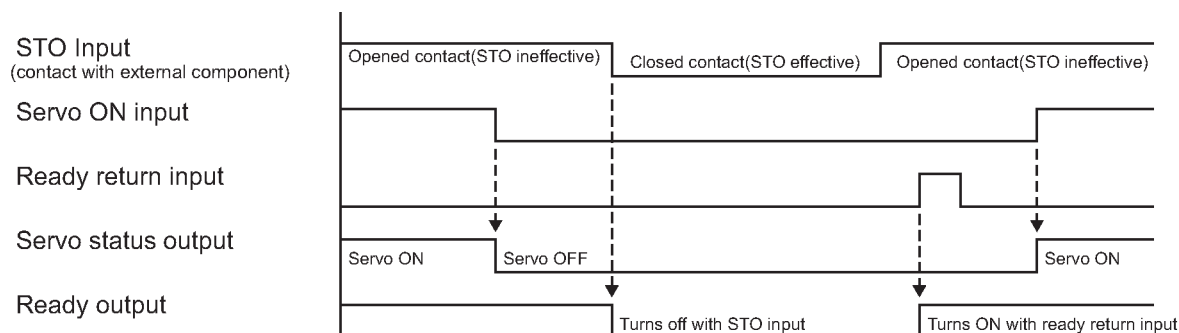 STO Input
(contact with external component)
Opened contact(STO ineffective)
Closed contact(STO effective)
Opened contact(STO ineffective)
Servo ON input
Ready return input
Servo status output
Servo ON
Servo OFF
Servo ON
Ready output
Turns off with STO input
Turns ON with ready return input